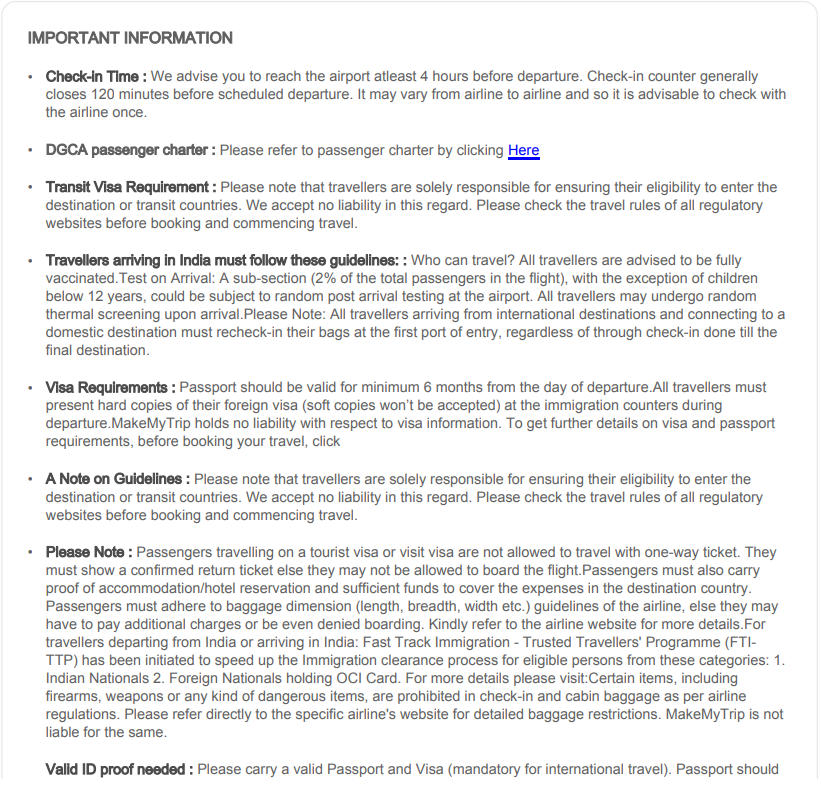 IMPORTANT INFORMATION
• Check-in Time : We advise you to reach the airport atleast 4 hours before departure. Check-in counter generally
closes 120 minutes before scheduled departure. It may vary from airline to airline and so it is advisable to check with
the airline once.
• DGCA passenger charter : Please refer to passenger charter by clicking Here
• Transit Visa Requirement : Please note that travellers are solely responsible for ensuring their eligibility to enter the
destination or transit countries. We accept no liability in this regard. Please check the travel rules of all regulatory
websites before booking and commencing travel.
• Travellers arriving in India must follow these guidelines: : Who can travel? All travellers are advised to be fully
vaccinated.Test on Arrival: A sub-section (2% of the total passengers in the flight), with the exception of children
below 12 years, could be subject to random post arrival testing at the airport. All travellers may undergo random
thermal screening upon arrival.Please Note: All travellers arriving from international destinations and connecting to a
domestic destination must recheck-in their bags at the first port of entry, regardless of through check-in done till the
final destination.
• Visa Requirements : Passport should be valid for minimum 6 months from the day of departure.All travellers must
present hard copies of their foreign visa (soft copies won’t be accepted) at the immigration counters during
departure.MakeMyTrip holds no liability with respect to visa information. To get further details on visa and passport
requirements, before booking your travel, click
• A Note on Guidelines : Please note that travellers are solely responsible for ensuring their eligibility to enter the
destination or transit countries. We accept no liability in this regard. Please check the travel rules of all regulatory
websites before booking and commencing travel.
• Please Note : Passengers travelling on a tourist visa or visit visa are not allowed to travel with one-way ticket. They
must show a confirmed return ticket else they may not be allowed to board the flight.Passengers must also carry
proof of accommodation/hotel reservation and sufficient funds to cover the expenses in the destination country.
Passengers must adhere to baggage dimension (length, breadth, width etc.) guidelines of the airline, else they may
have to pay additional charges or be even denied boarding. Kindly refer to the airline website for more details.For
travellers departing from India or arriving in India: Fast Track Immigration - Trusted Travellers' Programme (FTI-
TTP) has been initiated to speed up the Immigration clearance process for eligible persons from these categories: 1.
Indian Nationals 2. Foreign Nationals holding OCI Card. For more details please visit:Certain items, including
firearms, weapons or any kind of dangerous items, are prohibited in check-in and cabin baggage as per airline
regulations. Please refer directly to the specific airline's website for detailed baggage restrictions. MakeMyTrip is not
liable for the same.
Valid ID proof needed : Please carry a valid Passport and Visa (mandatory for international travel). Passport should